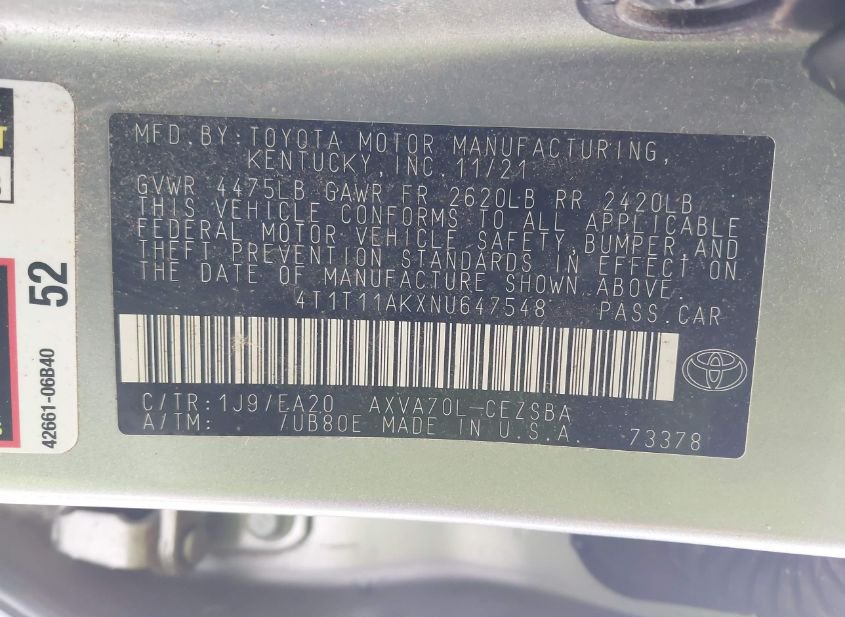 MFD. BY: TOYOTA MOTOR MANUFACTURING,
KENTUCKY, INC. 11/21
GVWR 4475LB GAWR FR 2620LB RR 2420LB
THIS VEHICLE CONFORMS TO ALL APPLICABLE
FEDERAL MOTOR VEHICLE SAFETY, BUMPER, AND
THEFT PREVENTION STANDARDS IN EFFECT ON
THE DATE OF MANUFACTURE SHOWN ABOVE.
4T1T11AKXNU647548 PASS. CAR
C/TR: 1J9/EA20 AXVA70L-CEZSBA
A/TM: /UB80E MADE IN U.S.A. 73378
52
42661-06B40